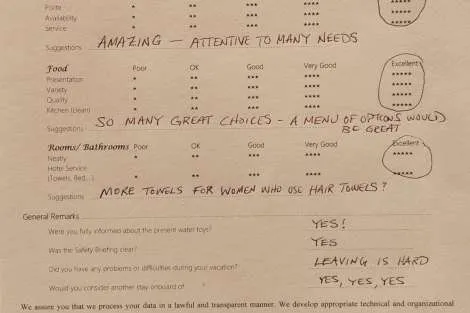 Polite * ** *** **** *****
Availability * ** *** **** *****
Service * ** *** **** *****
Suggestions AMAZING — ATTENTIVE TO MANY NEEDS
Food Poor OK Good Very Good Excellent
Presentation * ** *** **** *****
Variety * ** *** **** *****
Quality * ** *** **** *****
Kitchen (clean) * ** *** **** *****
Suggestions SO MANY GREAT CHOICES - A MENU OF OPTIONS WOULD
BE GREAT
Rooms/ Bathrooms Poor OK Good Very Good Excellent
Neatly * ** *** **** *****
Hotel Service
(Towels, Bed,...) * ** *** **** *****
Suggestions MORE TOWELS FOR WOMEN WHO USE HAIR TOWELS?
General Remarks
Were you fully informed about the present water toys? YES!
Was the Safety Briefing clear? YES
Did you have any problems or difficulties during your vacation? LEAVING IS HARD
Would you consider another stay onboard of YES, YES, YES
We assure you that we process your data in a lawful and transparent manner. We develop appropriate technical and organizational